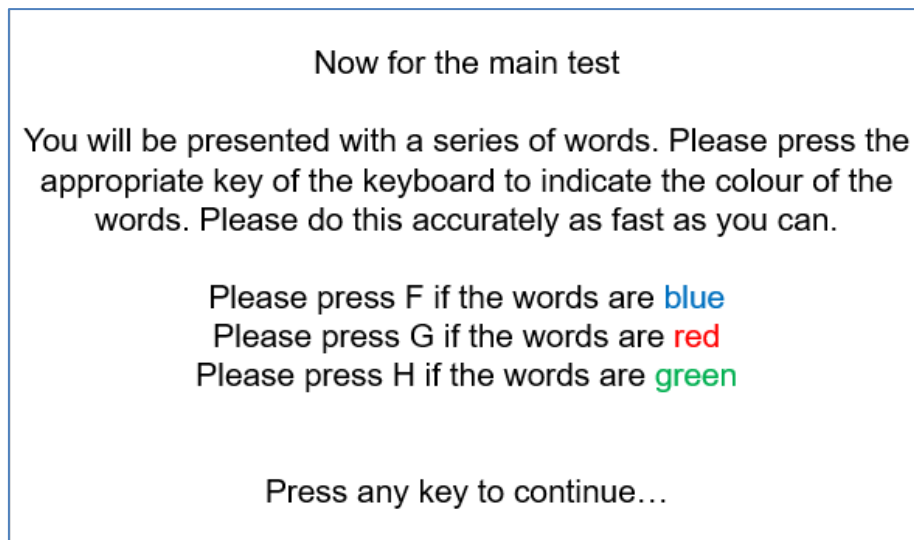 Now for the main test
You will be presented with a series of words. Please press the
appropriate key of the keyboard to indicate the colour of the
words. Please do this accurately as fast as you can.
Please press F if the words are blue
Please press G if the words are red
Please press H if the words are green
Press any key to continue…